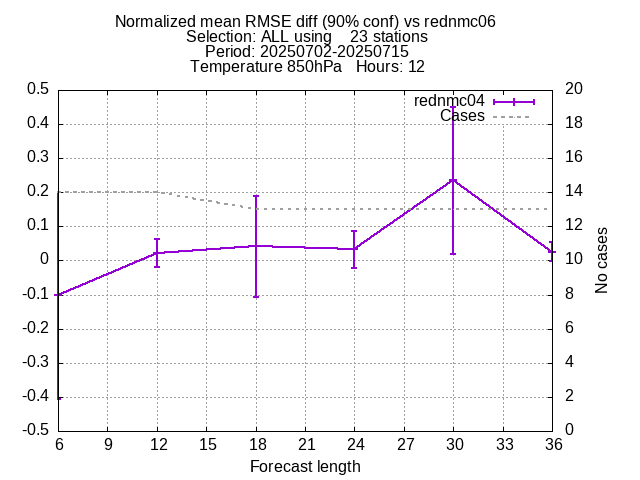 Normalized mean RMSE diff (90% conf) vs rednmc06
Selection: ALL using    23 stations
Period: 20250702-20250715
Temperature 850hPa   Hours: 12
rednmc04
Cases
0.5
0.4
0.3
0.2
0.1
0
-0.1
-0.2
-0.3
-0.4
-0.5
20
18
16
14
12
10
8
6
4
2
0
No cases
6 9 12 15 18 21 24 27 30 33 36
Forecast length